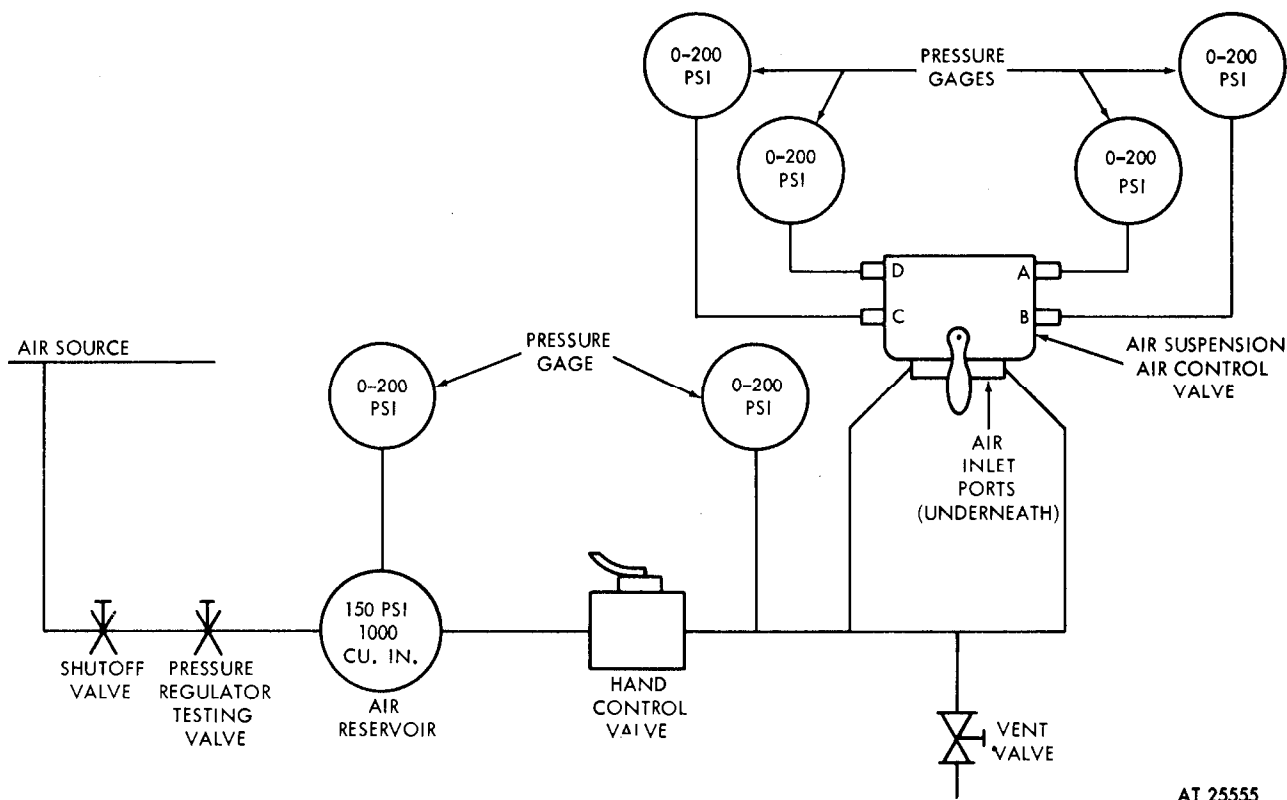 0-200
PSI
PRESSURE
GAGES
0-200
PSI
0-200
PSI
0-200
PSI
D
A
C
B
AIR SOURCE
PRESSURE
GAGE
AIR SUSPENSION
AIR CONTROL
VALVE
0-200
PSI
0-200
PSI
AIR
INLET
PORTS
(UNDERNEATH)
150 PSI
1000
CU. IN.
SHUTOFF
VALVE
PRESSURE
REGULATOR
TESTING
VALVE
AIR
RESERVOIR
HAND
CONTROL
VALVE
VENT
VALVE
AT 25555